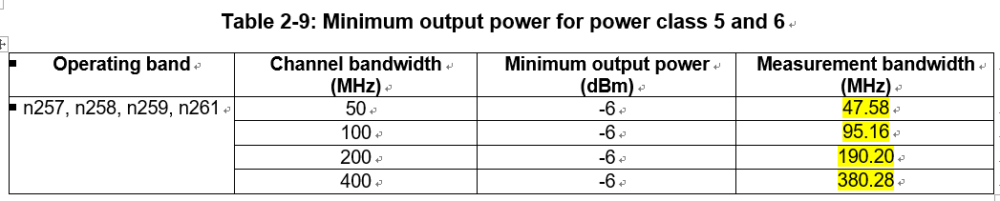 Table 2-9: Minimum output power for power class 5 and 6
Operating band Channel bandwidth (MHz) Minimum output power (dBm) Measurement bandwidth (MHz)
n257, n258, n259, n261 50 -6 47.58
100 -6 95.16
200 -6 190.20
400 -6 380.28